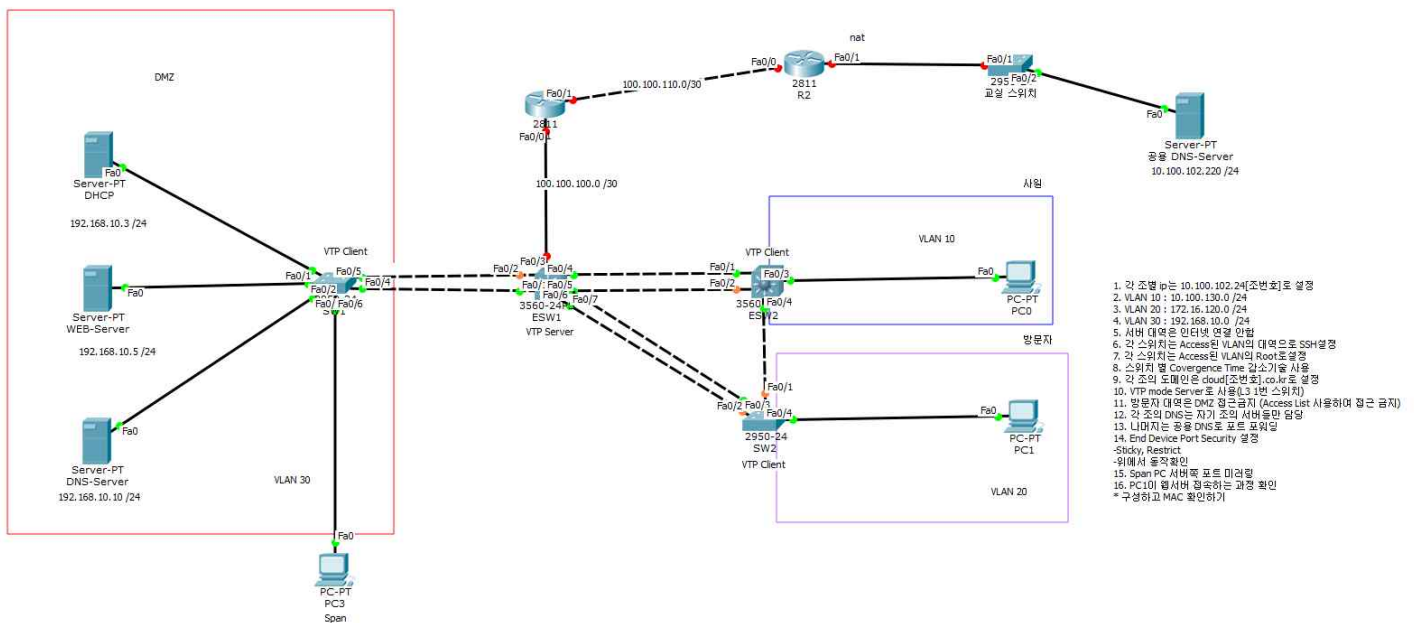 DMZ
Server-PT
DHCP
Fa0
192.168.10.3 /24
Server-PT
WEB-Server
Fa0
192.168.10.5 /24
Server-PT
DNS-Server
Fa0
192.168.10.10 /24
VLAN 30
VTP Client
Fa0/1
Fa0/5
Fa0/4
Fa0/2
Fa0/6
Fa0
PC-PT
PC3
Span
Fa0/1
2811
Fa0/0
100.100.110.0/30
100.100.100.0 /30
nat
Fa0/0
Fa0/1
2811
R2
Fa0/1
Fa0/2
교실 스위치
Fa0
Server-PT
공용 DNS-Server
10.100.102.220 /24
Fa0/3
Fa0/2
Fa0/4
Fa0/5
Fa0/6
Fa0/7
ESW1
VTP Server
사원
VLAN 10
VTP Client
Fa0/1
Fa0/3
Fa0/2
Fa0/4
ESW2
Fa0
PC-PT
PC0
방문자
Fa0/1
Fa0/2
Fa0/3
Fa0/4
2950-24
SW2
VTP Client
Fa0
PC-PT
PC1
VLAN 20
1. 각 조별 ip는 10.100.102.24[조번호]로 설정
2. VLAN 10 : 10.100.130.0 /24
3. VLAN 20 : 172.16.120.0 /24
4. VLAN 30 : 192.168.10.0 /24
5. 서버 대역은 인터넷 연결 안함
6. 각 스위치는 Access된 VLAN의 대역으로 SSH설정
7. 각 스위치는 Access된 VLAN의 Root로설정
8. 스위치 별 Covergence Time 감소기술 사용
9. 각 조의 도메인은 cloud[조번호].co.kr로 설정
10. VTP mode Server로 사용(L3 1번 스위치)
11. 방문자 대역은 DMZ 접근금지 (Access List 사용하여 접근 금지)
12. 각 조의 DNS는 자기 조의 서버들만 담당
13. 나머지는 공용 DNS로 포트 포워딩
14. End Device Port Security 설정
-Sticky, Restrict
-위에서 동작확인
15. Span PC 서버쪽 포트 미러링
16. PC1이 웹서버 접속하는 과정 확인
* 구성하고 MAC 확인하기